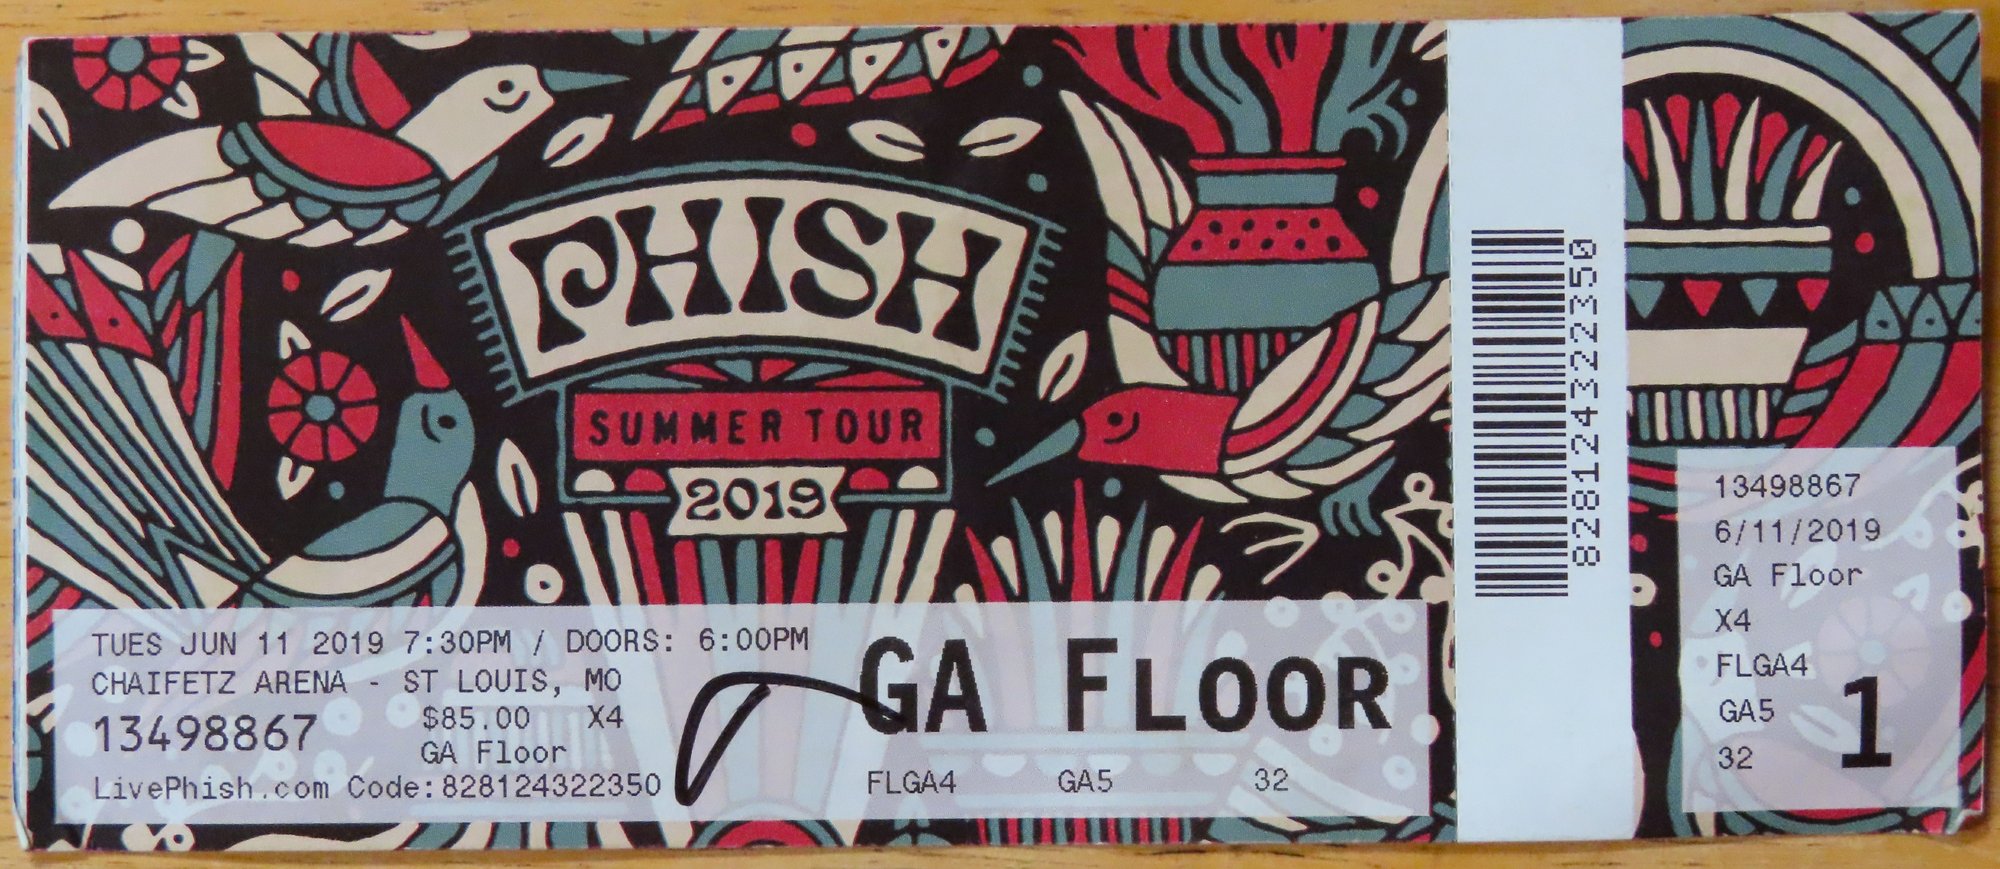 PHISH
SUMMER TOUR
2019
TUES JUN 11 2019 7:30PM / DOORS: 6:00PM
CHAIFETZ ARENA - ST LOUIS, MO
13498867 $85.00 X4
GA Floor
LivePhish.com Code:828124322350
GA FLOOR
FLGA4 GA5 32
828124322350
13498867
6/11/2019
GA Floor
X4
FLGA4
GA5
32
1